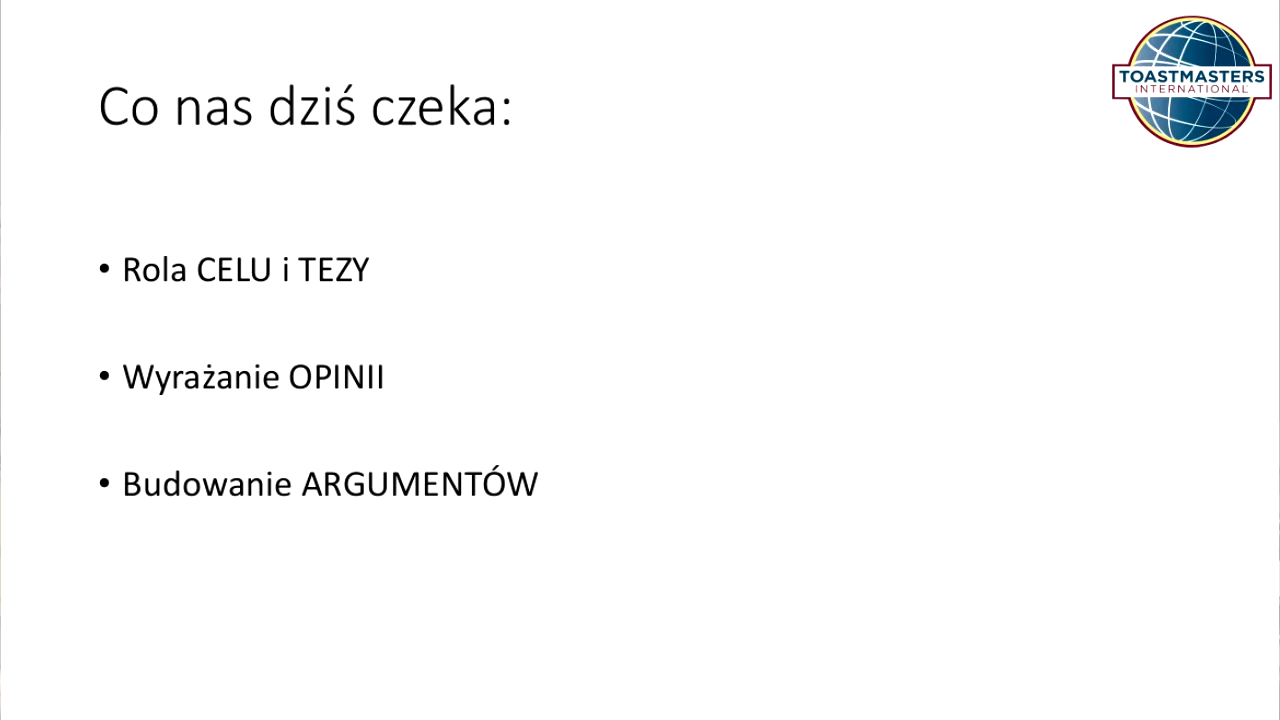 Co nas dziś czeka:
TOASTMASTERS
INTERNATIONAL
• Rola CELU i TEZY
• Wyrażanie OPINII
• Budowanie ARGUMENTÓW